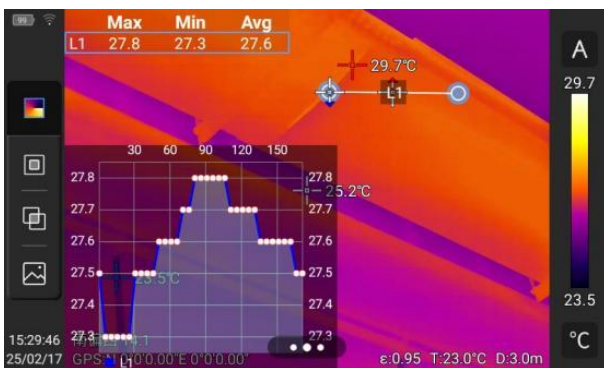 99
Max Min Avg
L1 27.8 27.3 27.6
A
29.7
29.7℃
L1
30 60 90 120 150
27.8 27.8
25.2℃
27.7 27.7
27.6 27.6
27.5 27.5
23.5℃
27.4 27.4
27.3 27.3
23.5
15:29:46
℃
25/02/17
L1
ε:0.95 T:23.0℃ D:3.0m